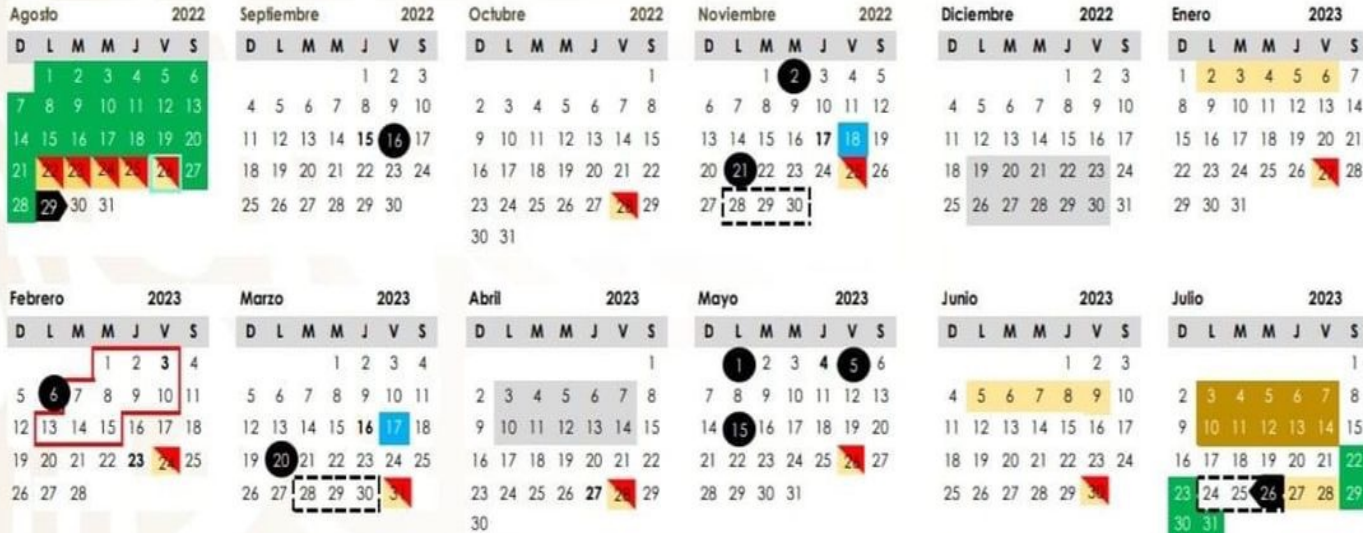 Agosto 2022
D L M M J V S
1 2 3 4 5 6
7 8 9 10 11 12 13
14 15 16 17 18 19 20
21 22 23 24 25 26 27
28 29 30 31
Septiembre 2022
D L M M J V S
1 2 3
4 5 6 7 8 9 10
11 12 13 14 15 16 17
18 19 20 21 22 23 24
25 26 27 28 29 30
Octubre 2022
D L M M J V S
1
2 3 4 5 6 7 8
9 10 11 12 13 14 15
16 17 18 19 20 21 22
23 24 25 26 27 28 29
30 31
Noviembre 2022
D L M M J V S
1 2 3 4 5
6 7 8 9 10 11 12
13 14 15 16 17 18 19
20 21 22 23 24 25 26
27 28 29 30
Diciembre 2022
D L M M J V S
1 2 3
4 5 6 7 8 9 10
11 12 13 14 15 16 17
18 19 20 21 22 23 24
25 26 27 28 29 30 31
Enero 2023
D L M M J V S
1 2 3 4 5 6 7
8 9 10 11 12 13 14
15 16 17 18 19 20 21
22 23 24 25 26 27 28
29 30 31
Febrero 2023
D L M M J V S
1 2 3 4
5 6 7 8 9 10 11
12 13 14 15 16 17 18
19 20 21 22 23 24 25
26 27 28
Marzo 2023
D L M M J V S
1 2 3 4
5 6 7 8 9 10 11
12 13 14 15 16 17 18
19 20 21 22 23 24 25
26 27 28 29 30 31
Abril 2023
D L M M J V S
1
2 3 4 5 6 7 8
9 10 11 12 13 14 15
16 17 18 19 20 21 22
23 24 25 26 27 28 29
30
Mayo 2023
D L M M J V S
1 2 3 4 5 6
7 8 9 10 11 12 13
14 15 16 17 18 19 20
21 22 23 24 25 26 27
28 29 30 31
Junio 2023
D L M M J V S
1 2 3
4 5 6 7 8 9 10
11 12 13 14 15 16 17
18 19 20 21 22 23 24
25 26 27 28 29 30
Julio 2023
D L M M J V S
1
2 3 4 5 6 7 8
9 10 11 12 13 14 15
16 17 18 19 20 21 22
23 24 25 26 27 28 29
30 31